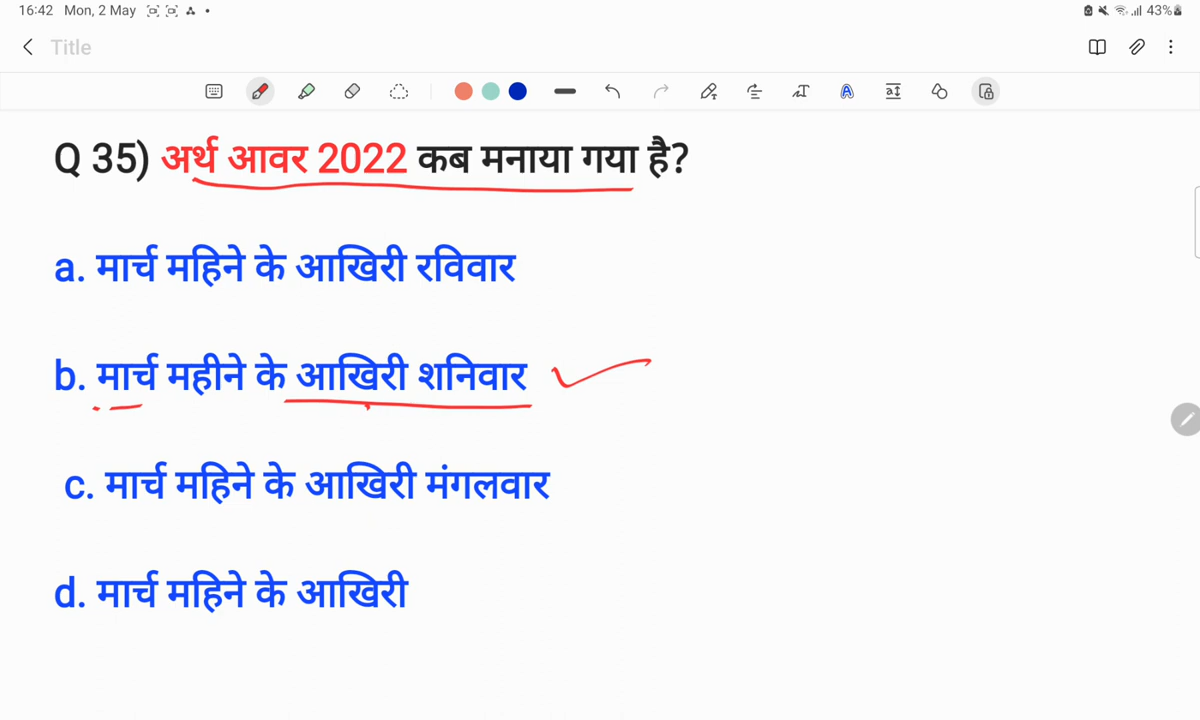 16:42 Mon, 2 May 43%
Title
Q 35) अर्थ आवर 2022 कब मनाया गया है?
a. मार्च महिने के आखिरी रविवार
b. मार्च महीने के आखिरी शनिवार
c. मार्च महिने के आखिरी मंगलवार
d. मार्च महिने के आखिरी